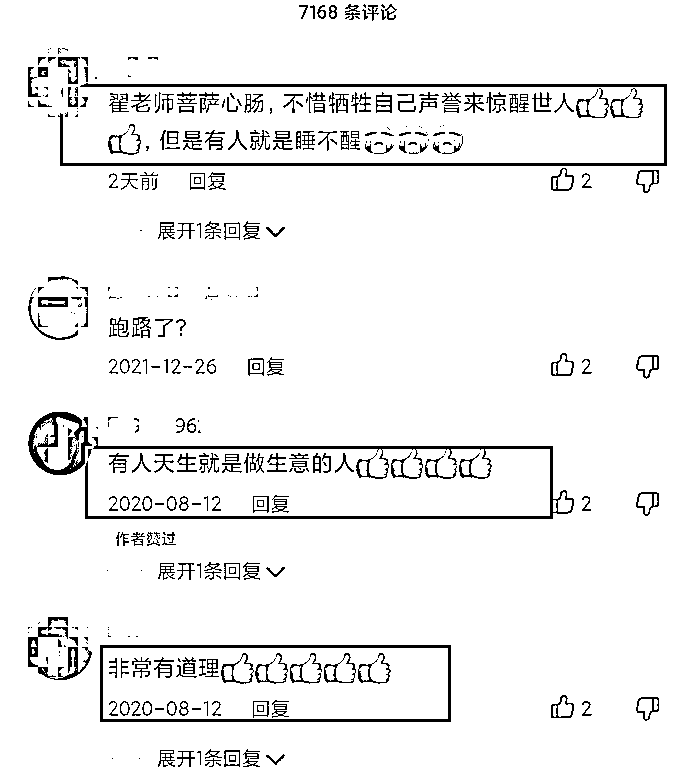 7168 条评论
翟老师菩萨心肠，不惜牺牲自己声誉来惊醒世人👍👍
👍，但是有人就是睡不醒😂😂😂
2天前 回复 2
展开1条回复
跑路了？
2021-12-26 回复 2
96
有人天生就是做生意的人👍👍👍👍
2020-08-12 回复 2
作者赞过
展开1条回复
非常有道理👍👍👍👍👍
2020-08-12 回复 2
展开1条回复